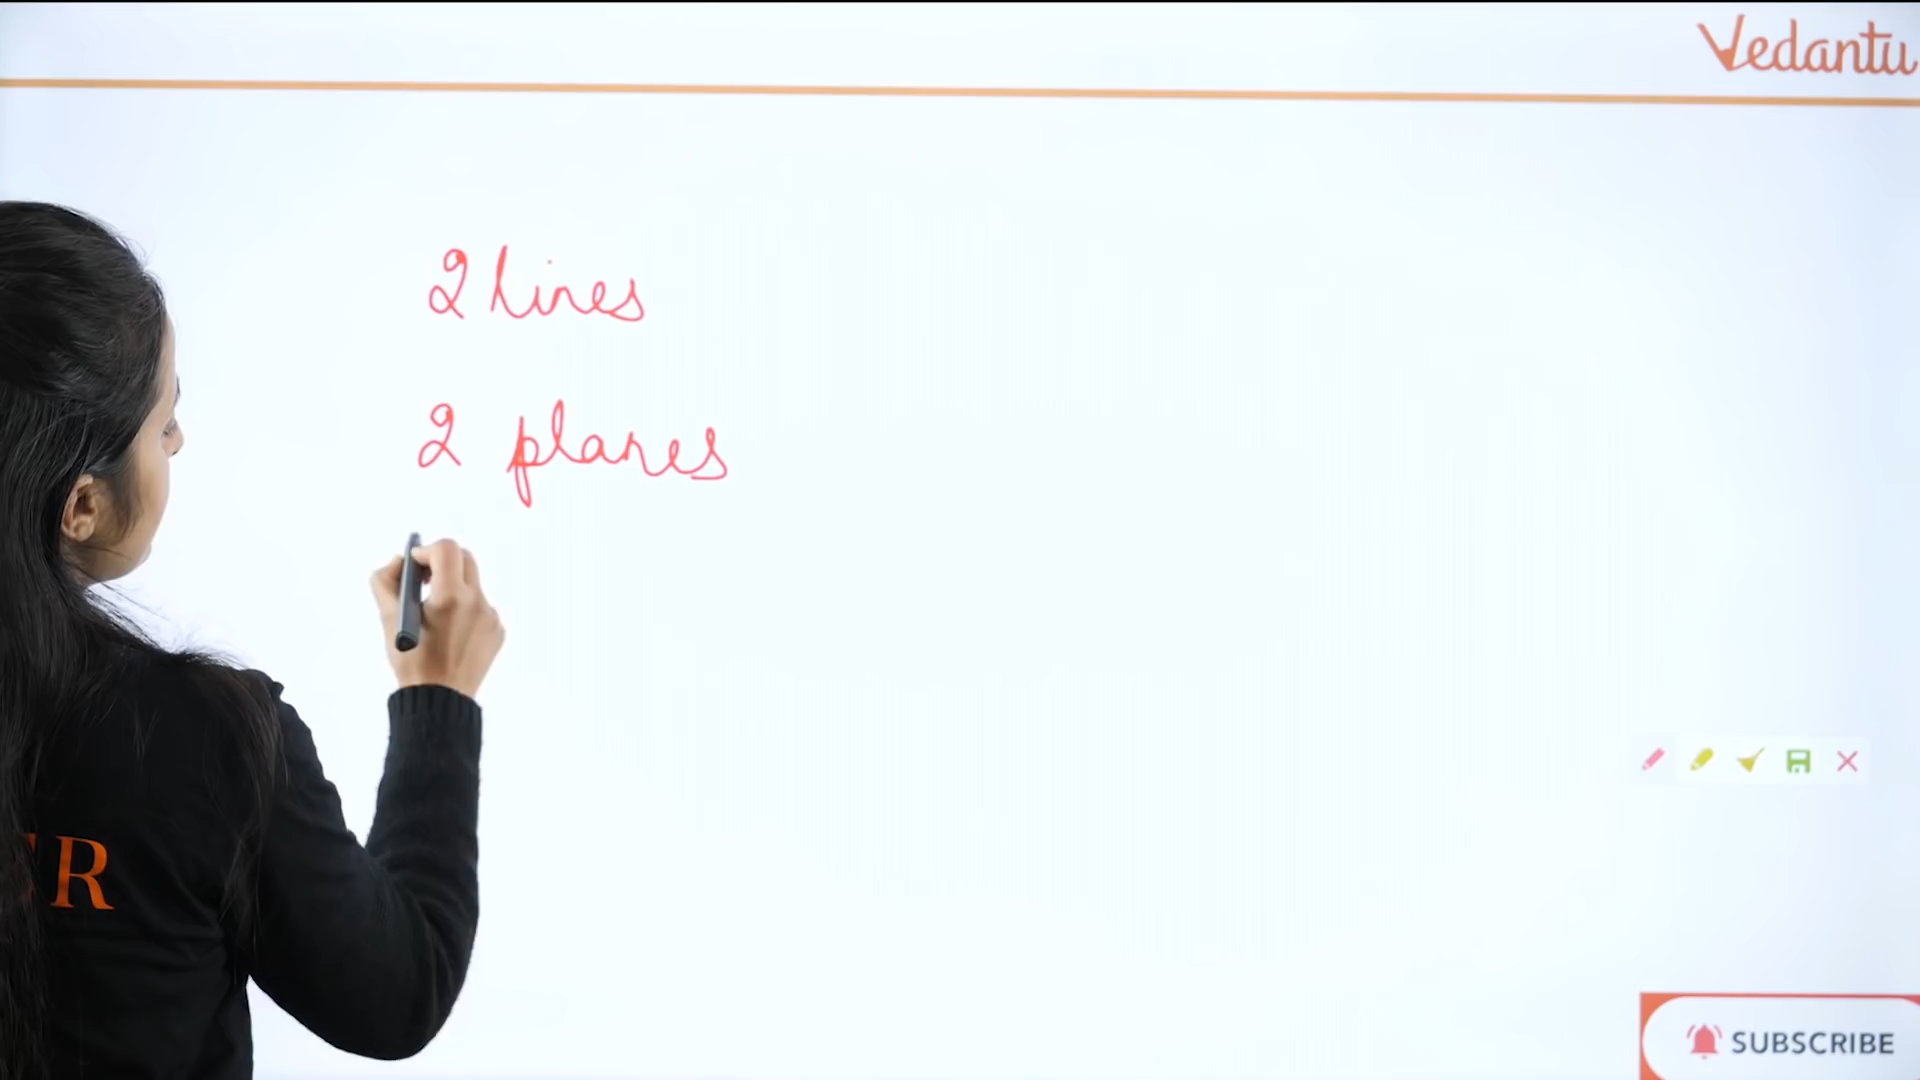 Vedantu
2 lines
2 planes
R
SUBSCRIBE